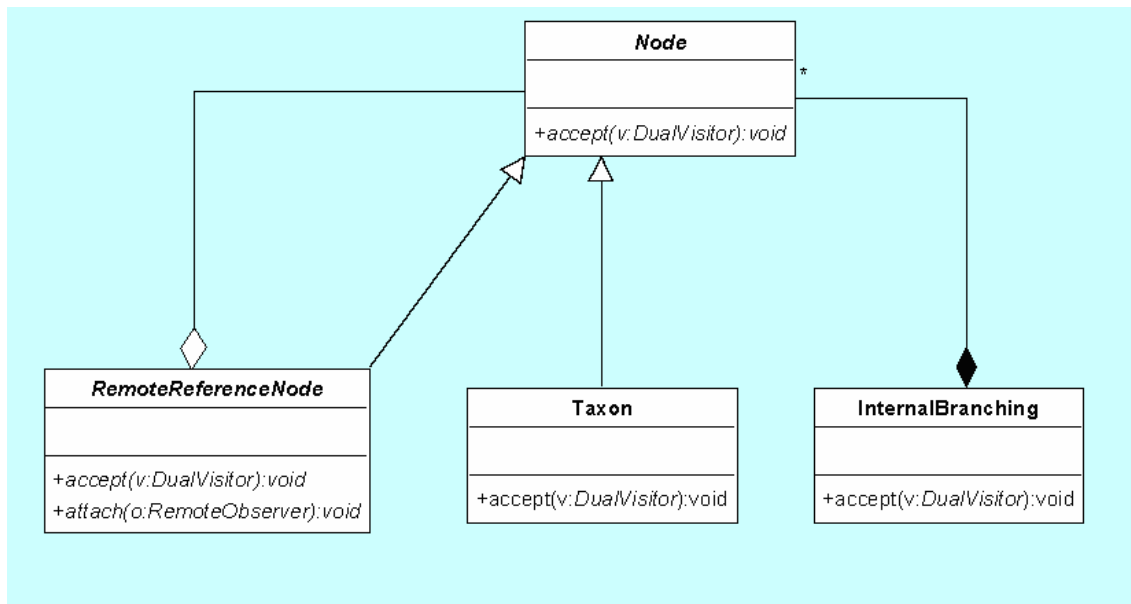 Node
*
+accept(v:DualVisitor):void
RemoteReferenceNode
+accept(v:DualVisitor):void
+attach(o:RemoteObserver):void
Taxon
+accept(v:DualVisitor):void
InternalBranching
+accept(v:DualVisitor):void